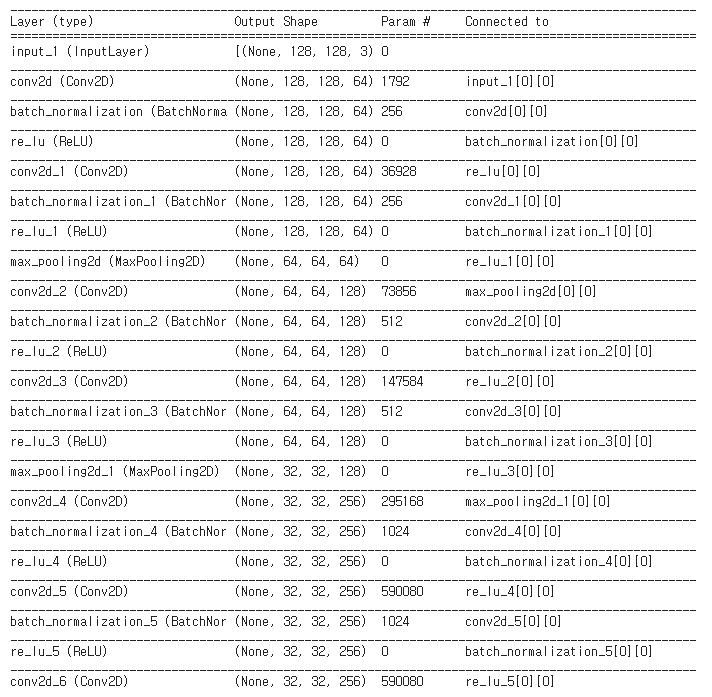 Layer (type) Output Shape Param # Connected to
input_1 (InputLayer) [(None, 128, 128, 3) 0
conv2d (Conv2D) (None, 128, 128, 64) 1792 input_1[0][0]
batch_normalization (BatchNorma (None, 128, 128, 64) 256 conv2d[0][0]
re_lu (ReLU) (None, 128, 128, 64) 0 batch_normalization[0][0]
conv2d_1 (Conv2D) (None, 128, 128, 64) 36928 re_lu[0][0]
batch_normalization_1 (BatchNor (None, 128, 128, 64) 256 conv2d_1[0][0]
re_lu_1 (ReLU) (None, 128, 128, 64) 0 batch_normalization_1[0][0]
max_pooling2d (MaxPooling2D) (None, 64, 64, 64) 0 re_lu_1[0][0]
conv2d_2 (Conv2D) (None, 64, 64, 128) 73856 max_pooling2d[0][0]
batch_normalization_2 (BatchNor (None, 64, 64, 128) 512 conv2d_2[0][0]
re_lu_2 (ReLU) (None, 64, 64, 128) 0 batch_normalization_2[0][0]
conv2d_3 (Conv2D) (None, 64, 64, 128) 147584 re_lu_2[0][0]
batch_normalization_3 (BatchNor (None, 64, 64, 128) 512 conv2d_3[0][0]
re_lu_3 (ReLU) (None, 64, 64, 128) 0 batch_normalization_3[0][0]
max_pooling2d_1 (MaxPooling2D) (None, 32, 32, 128) 0 re_lu_3[0][0]
conv2d_4 (Conv2D) (None, 32, 32, 256) 295168 max_pooling2d_1[0][0]
batch_normalization_4 (BatchNor (None, 32, 32, 256) 1024 conv2d_4[0][0]
re_lu_4 (ReLU) (None, 32, 32, 256) 0 batch_normalization_4[0][0]
conv2d_5 (Conv2D) (None, 32, 32, 256) 590080 re_lu_4[0][0]
batch_normalization_5 (BatchNor (None, 32, 32, 256) 1024 conv2d_5[0][0]
re_lu_5 (ReLU) (None, 32, 32, 256) 0 batch_normalization_5[0][0]
conv2d_6 (Conv2D) (None, 32, 32, 256) 590080 re_lu_5[0][0]